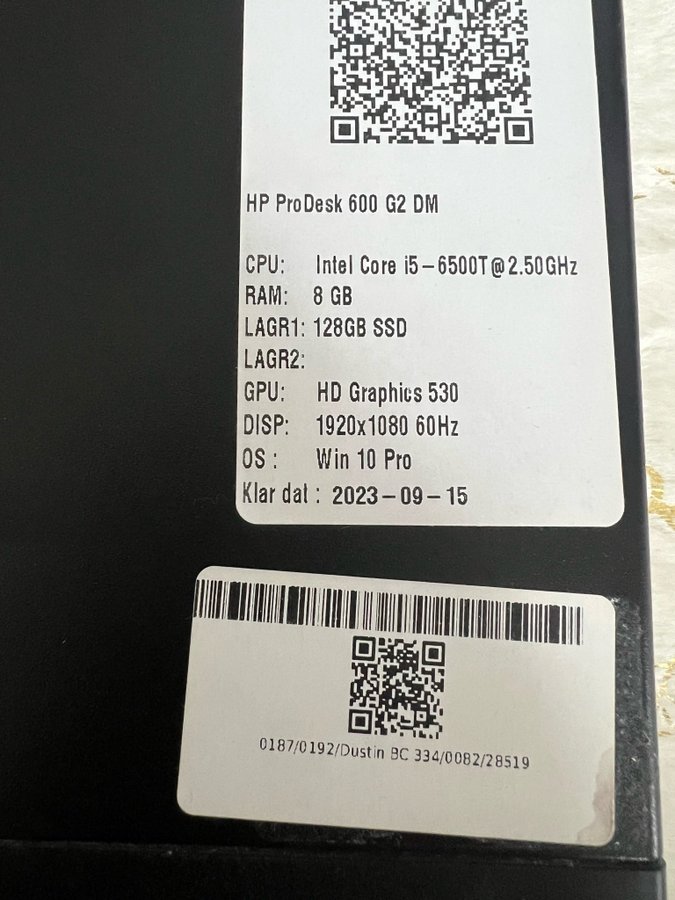 HP ProDesk 600 G2 DM
CPU: Intel Core i5-6500T@2.50GHz
RAM: 8 GB
LAGR1: 128GB SSD
LAGR2:
GPU: HD Graphics 530
DISP: 1920x1080 60Hz
OS : Win 10 Pro
Klar dat : 2023-09-15
0187/0192/Dustin BC 334/0082/28519